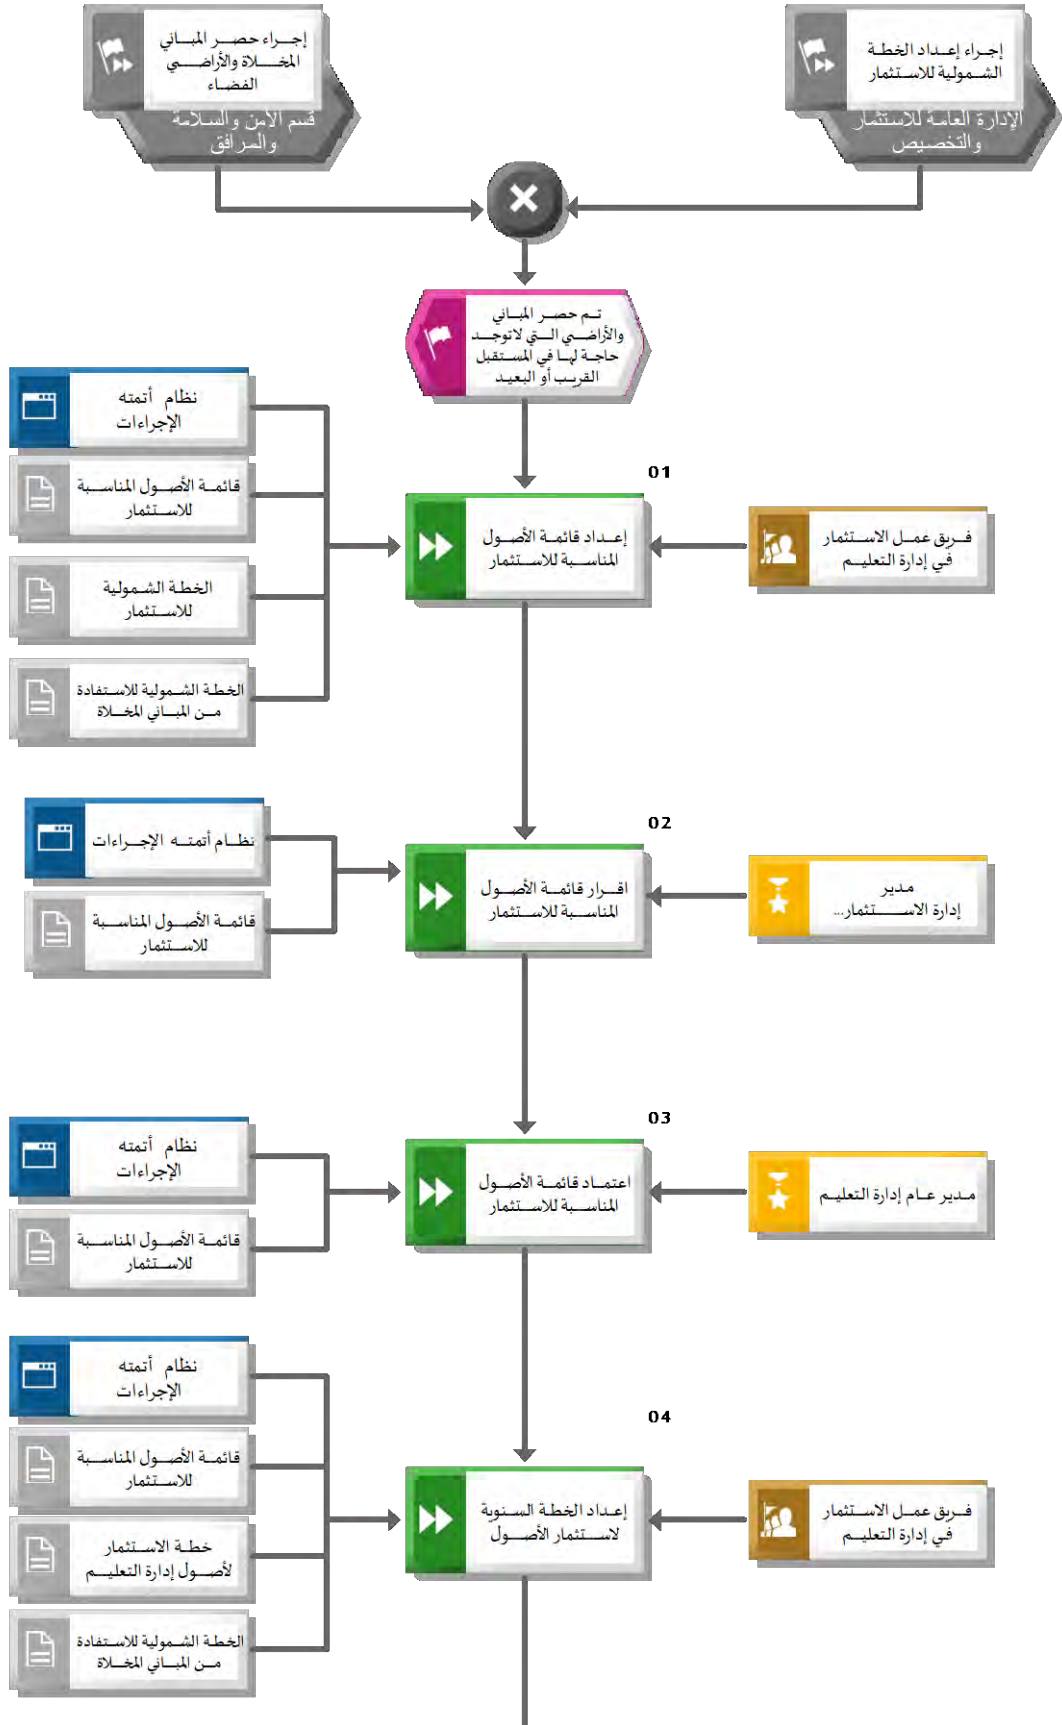 إجراء إعداد الخطة
الشمولية للاستثمار
الإدارة العامة للاستثمار
والتخصيص
إجراء حصر المباني
المخلاة والأراضي
الفضاء
قسم الأمن والسلامة
والمرافق
تم حصر المباني
والأراضي التي لاتوجد
حاجة لها في المستقبل
القريب أو البعيد
01
فريق عمل الاستثمار
في إدارة التعليم
إعداد قائمة الأصول
المناسبة للاستثمار
نظام أتمته
الإجراءات
قائمة الأصول المناسبة
للاستثمار
الخطة الشمولية
للاستثمار
الخطة الشمولية للاستفادة
من المباني المخلاة
02
مدير
إدارة الاستثمار...
اقرار قائمة الأصول
المناسبة للاستثمار
نظام أتمته الإجراءات
قائمة الأصول المناسبة
للاستثمار
03
مدير عام إدارة التعليم
اعتماد قائمة الأصول
المناسبة للاستثمار
نظام أتمته
الإجراءات
قائمة الأصول المناسبة
للاستثمار
04
فريق عمل الاستثمار
في إدارة التعليم
إعداد الخطة السنوية
لاستثمار الأصول
نظام أتمته
الإجراءات
قائمة الأصول المناسبة
للاستثمار
خطة الاستثمار
لأصول إدارة التعليم
الخطة الشمولية للاستفادة
من المباني المخلاة